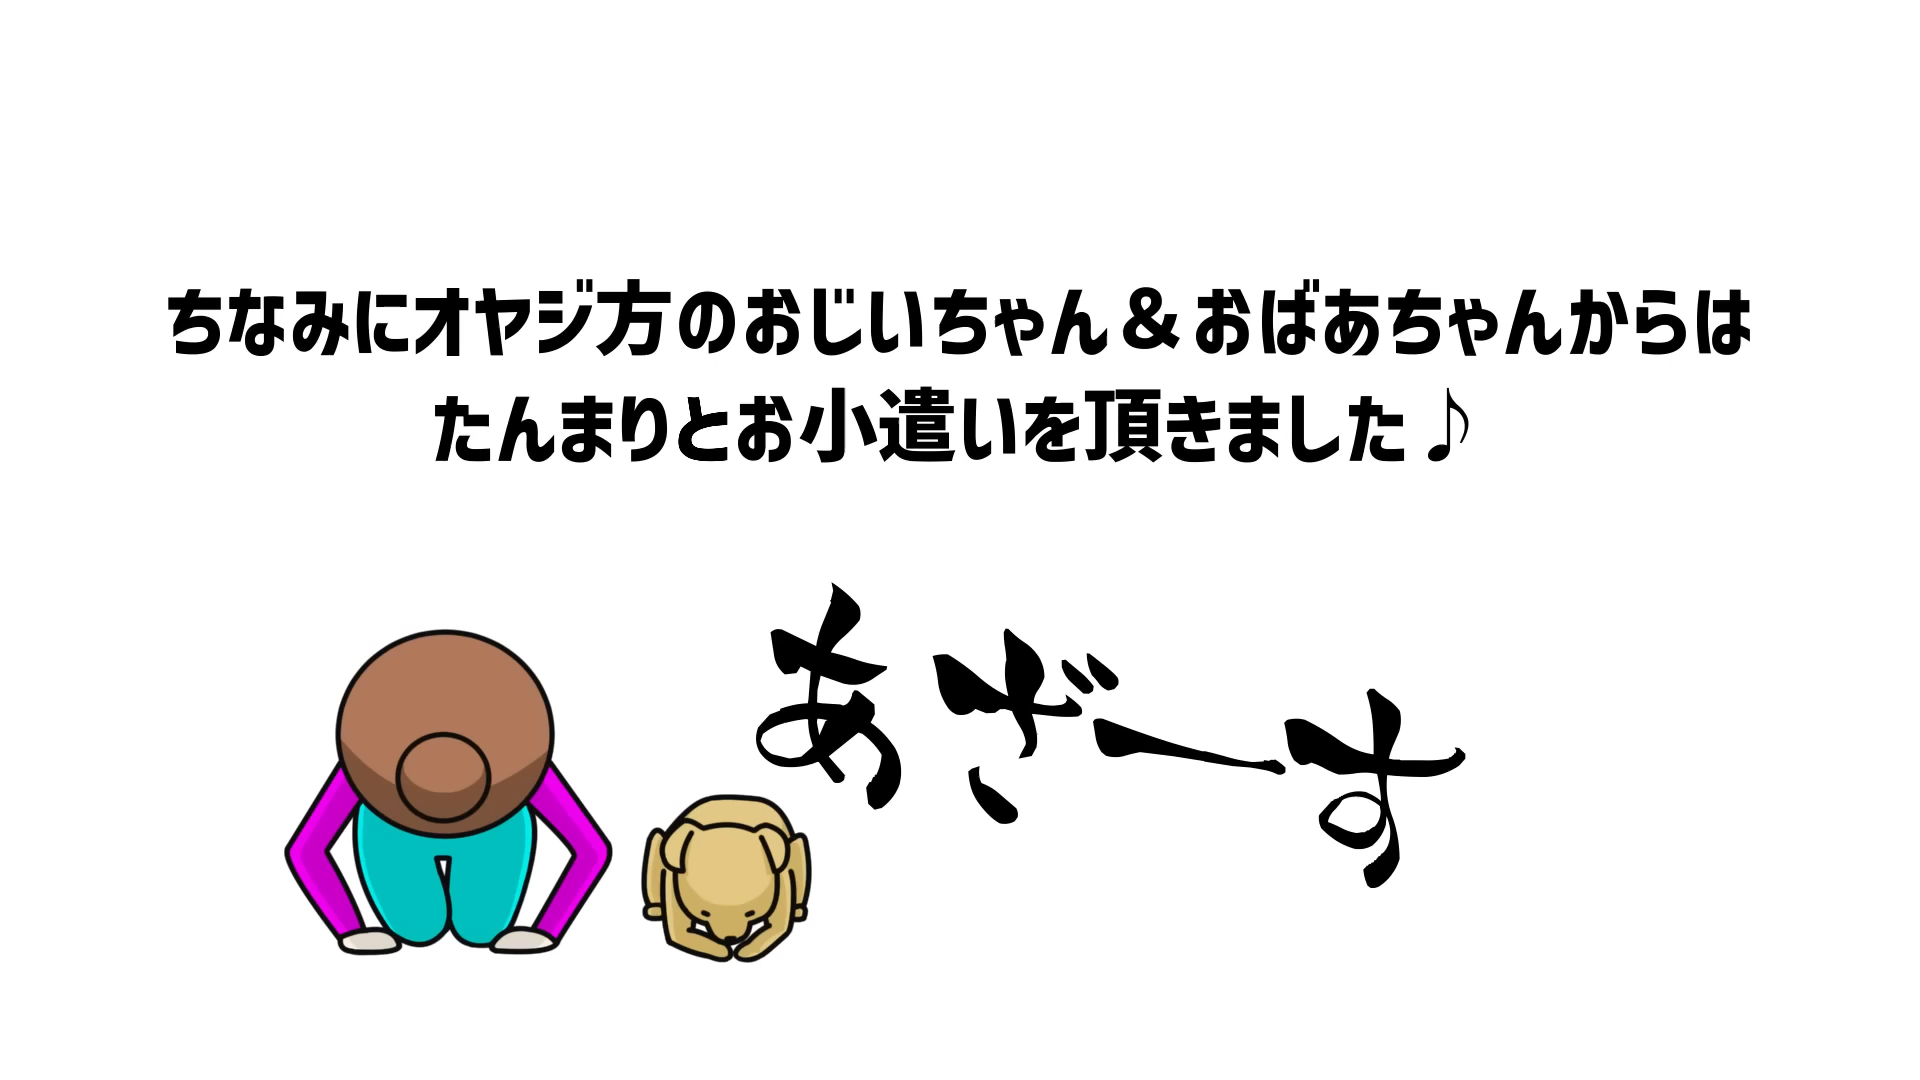 ちなみにオヤジ方のおじいちゃん＆おばあちゃんからは
たんまりとお小遣いを頂きました♪
あざーす